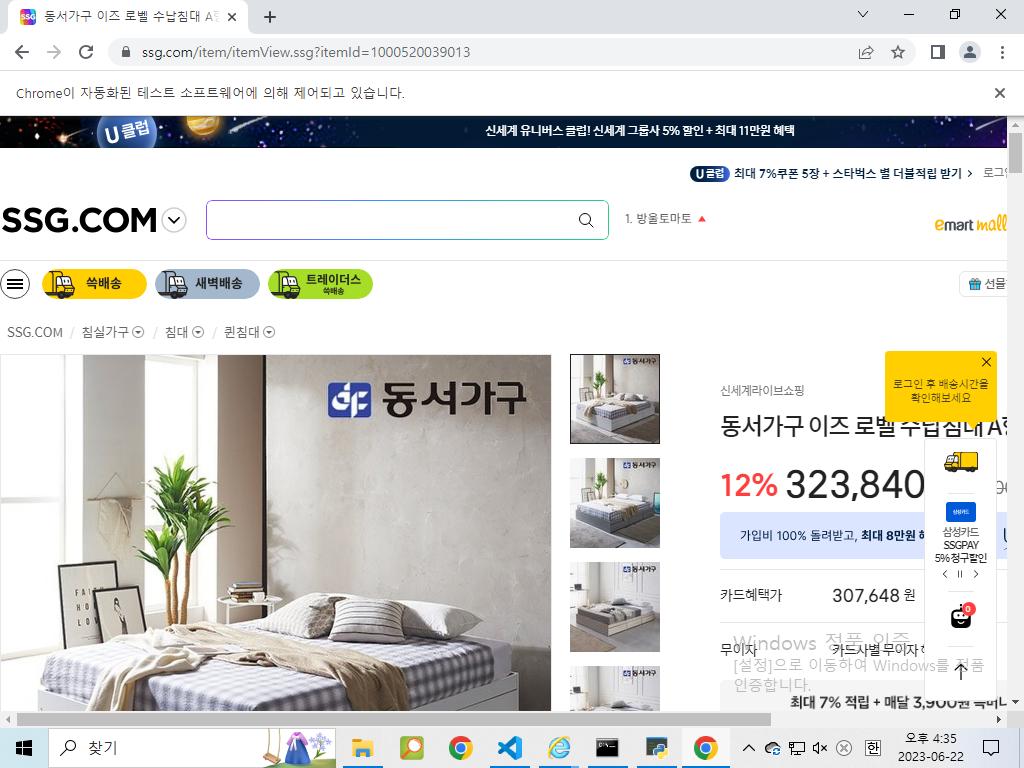 동서가구 이즈 로벨 수납침대 A형
ssg.com/item/itemView.ssg?itemId=1000520039013
Chrome이 자동화된 테스트 소프트웨어에 의해 제어되고 있습니다.
U클럽
신세계 유니버스 클럽! 신세계 그룹사 5% 할인 + 최대 11만원 혜택
U클럽 최대 7%쿠폰 5장 + 스타벅스 별 더블적립 받기 > 로그인
SSG.COM
1. 방울토마토
emart mall
쓱배송
새벽배송
트레이더스
쓱배송
선물
SSG.COM / 침실가구 / 침대 / 퀸침대
동서가구
로그인 후 배송시간을
확인해보세요
신세계라이브쇼핑
동서가구 이즈 로벨 수납침대 A형
12% 323,840
가입비 100% 돌려받고, 최대 8만원 혜
삼성카드
삼성카드
SSGPAY
5% 청구할인
카드혜택가 307,648 원
0
무이자 카드사별 무이자
Windows 정품 인증
[설정]으로 이동하여 Windows를 정품
인증합니다.
최대 7% 적립 + 매달 3,900원 쓱머니
FAITH
HOPE
LOVE
찾기
한
오후 4:35
2023-06-22